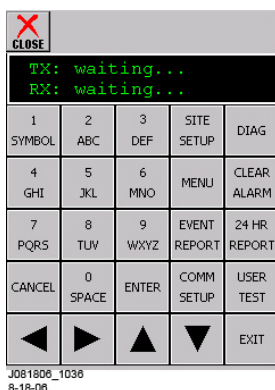 CLOSE
TX: waiting...
RX: waiting...
1 2 3 SITE DIAG
SYMBOL ABC DEF SETUP
4 5 6 MENU CLEAR
GHI JKL MNO ALARM
7 8 9 EVENT 24 HR
PQRS TUV WXYZ REPORT REPORT
CANCEL 0 ENTER COMM USER
SPACE SETUP TEST
EXIT
J081806_1036
8-18-06